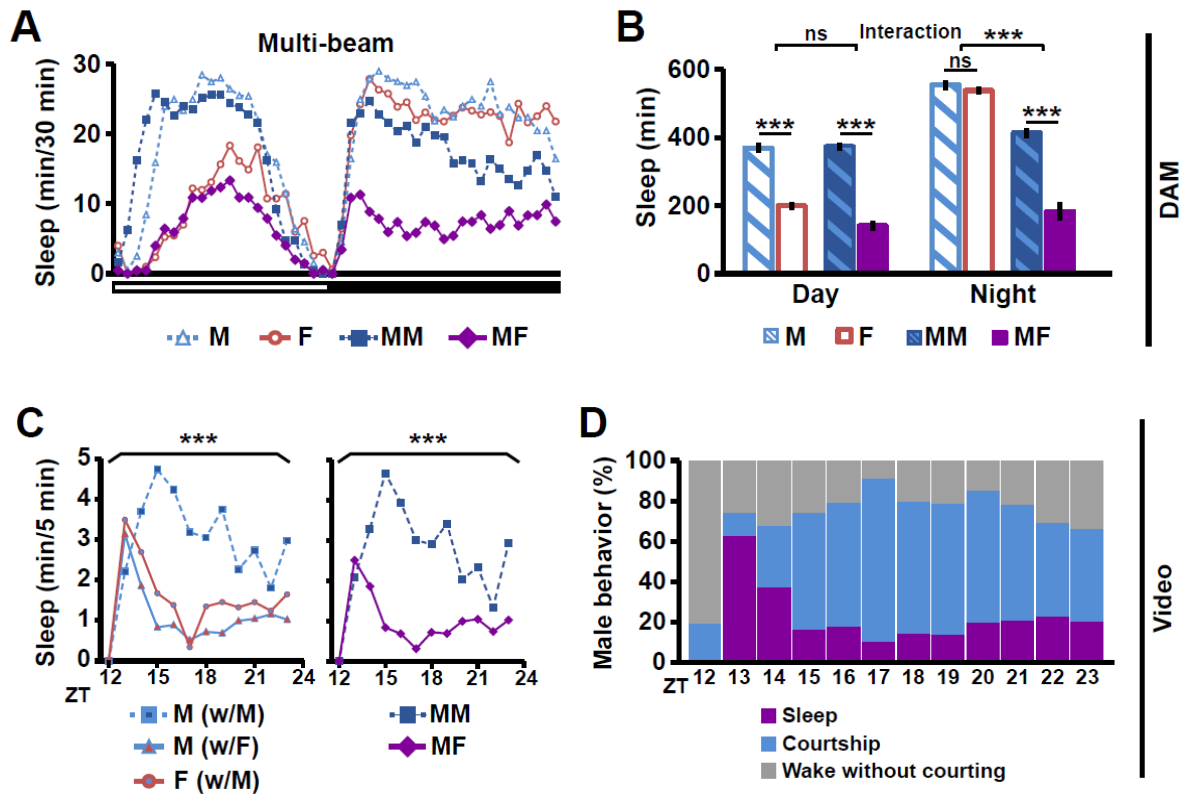 A
Multi-beam
Sleep (min/30 min)
30
20
10
0
M
F
MM
MF
B
ns
Interaction
***
ns
Sleep (min)
600
400
200
0
***
***
***
Day
Night
M
F
MM
MF
DAM
C
***
***
Sleep (min/5 min)
5
4
3
2
1
0
12
15
18
21
24
12
15
18
21
24
ZT
M (w/M)
M (w/F)
F (w/M)
MM
MF
D
Male behavior (%)
100
80
60
40
20
0
ZT
12 13 14 15 16 17 18 19 20 21 22 23
Sleep
Courtship
Wake without courting
Video